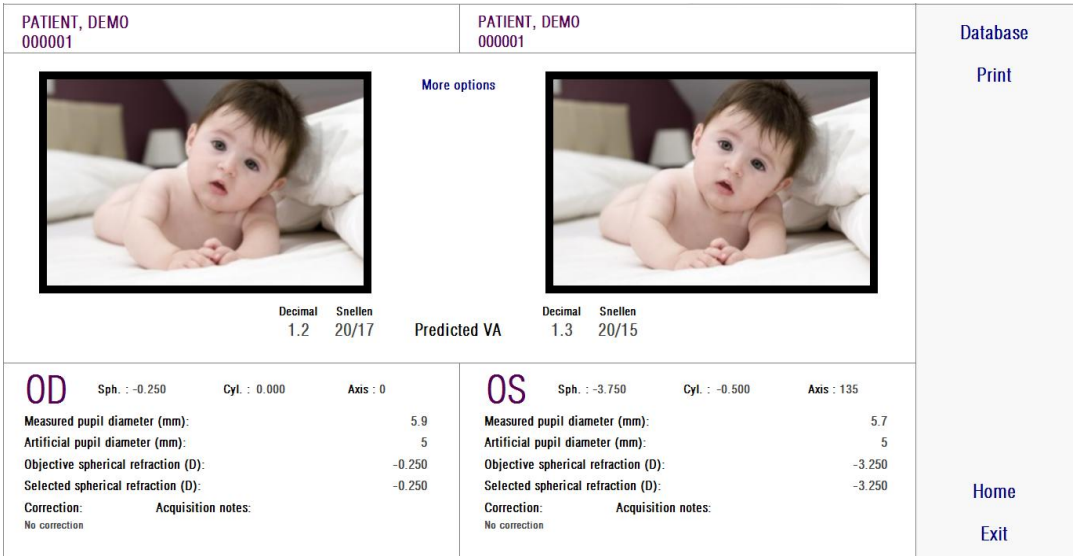 PATIENT, DEMO
000001
PATIENT, DEMO
000001
Database
Print
More options
Decimal Snellen
1.2 20/17
Predicted VA
Decimal Snellen
1.3 20/15
OD Sph. : -0.250 Cyl. : 0.000 Axis : 0
Measured pupil diameter (mm): 5.9
Artificial pupil diameter (mm): 5
Objective spherical refraction (D): -0.250
Selected spherical refraction (D): -0.250
Correction: Acquisition notes:
No correction
OS Sph. : -3.750 Cyl. : -0.500 Axis : 135
Measured pupil diameter (mm): 5.7
Artificial pupil diameter (mm): 5
Objective spherical refraction (D): -3.250
Selected spherical refraction (D): -3.250
Correction: Acquisition notes:
No correction
Home
Exit